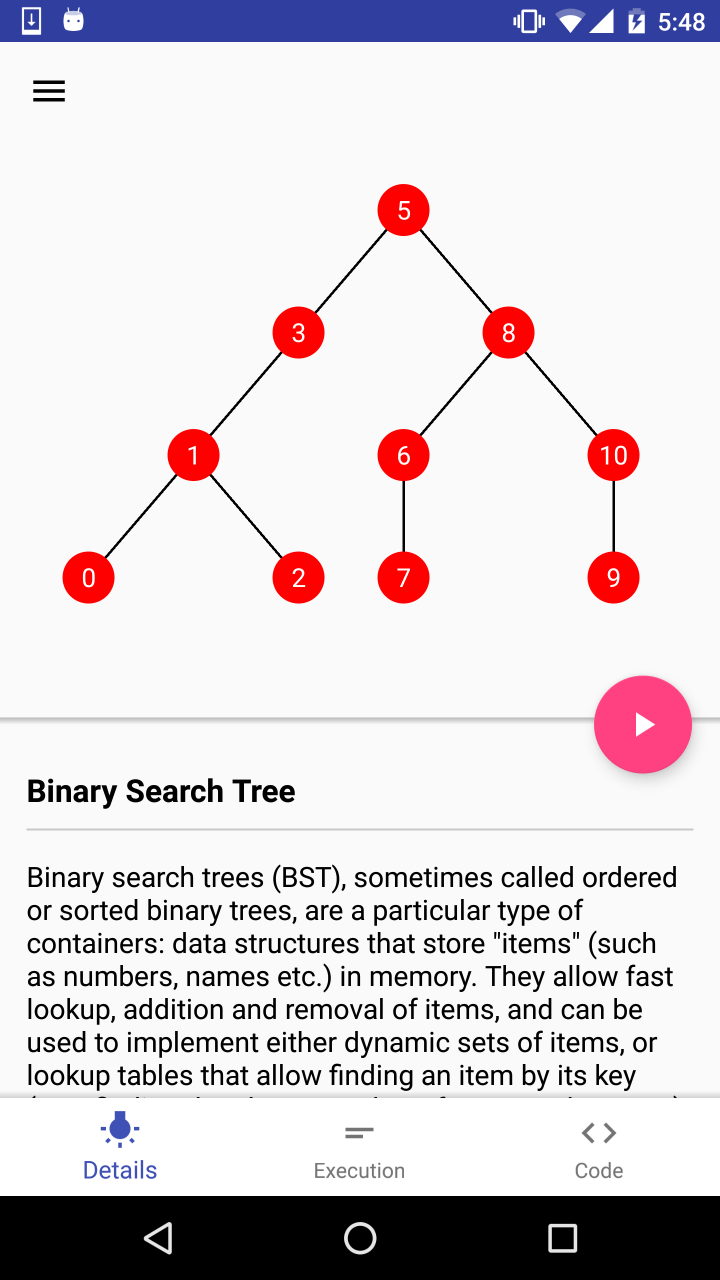 5:48
5
3 8
1 6 10
0 2 7 9
Binary Search Tree
Binary search trees (BST), sometimes called ordered
or sorted binary trees, are a particular type of
containers: data structures that store "items" (such
as numbers, names etc.) in memory. They allow fast
lookup, addition and removal of items, and can be
used to implement either dynamic sets of items, or
lookup tables that allow finding an item by its key
Details Execution Code